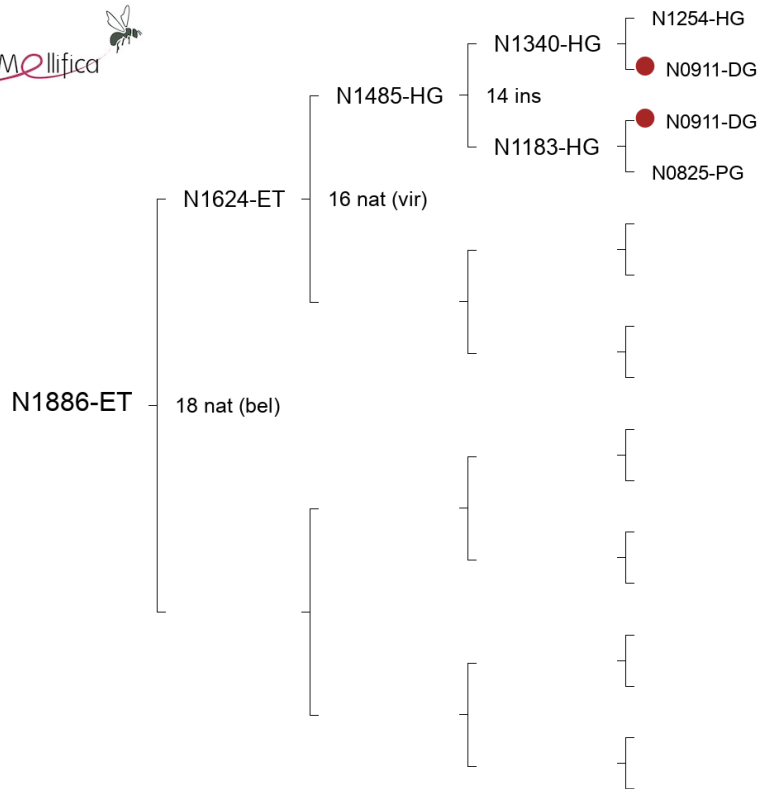 Mellifica
N1254-HG
N1340-HG
N0911-DG
N1485-HG
14 ins
N0911-DG
N1183-HG
N0825-PG
N1624-ET
16 nat (vir)
N1886-ET
18 nat (bel)